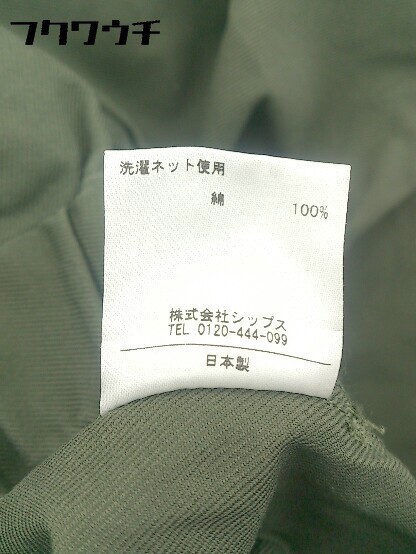 フクワウチ
洗濯ネット使用
綿 100%
株式会社シップス
TEL 0120-444-099
日本製